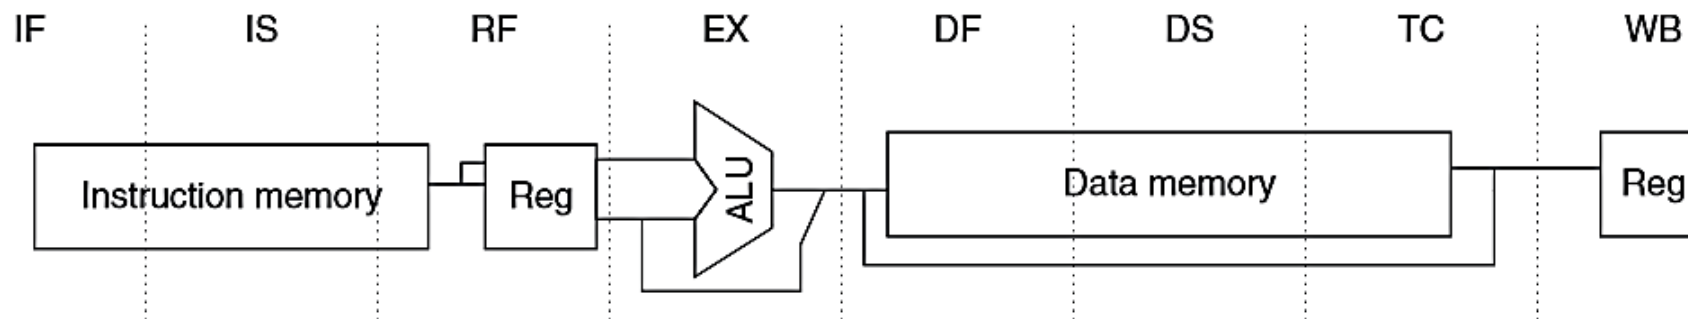 IF IS RF EX DF DS TC WB
Instruction memory Reg ALU Data memory Reg